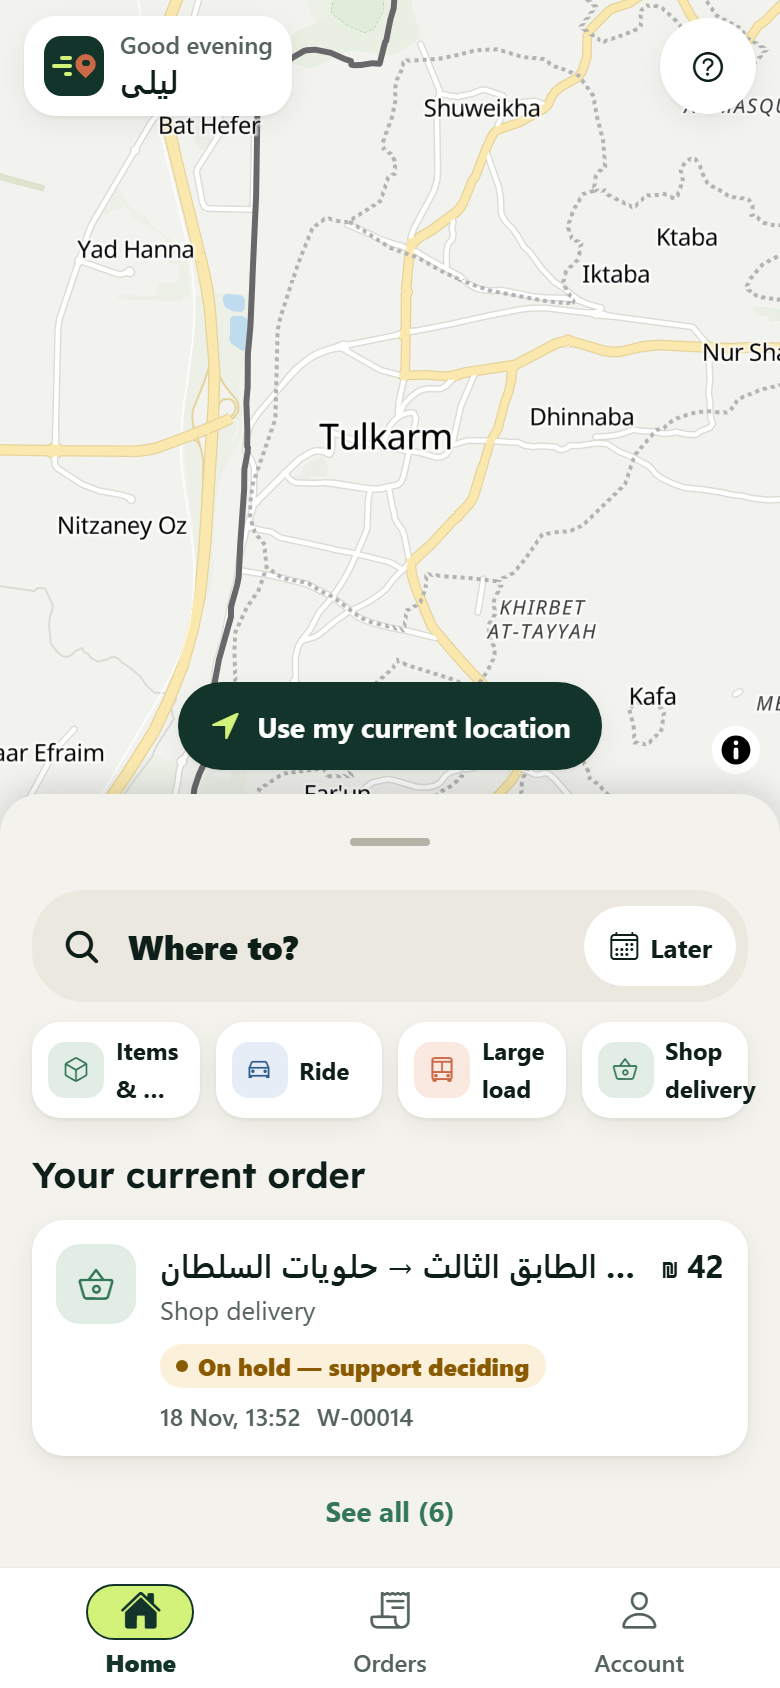 Good evening
ليلى
Bat Hefer
Shuweikha
Yad Hanna
Ktaba
Iktaba
Nur Sha
Tulkarm
Dhinnaba
Nitzaney Oz
KHIRBET
AT-TAYYAH
Kafa
ME
Use my current location
aar Efraim
Far'un
Where to?
Later
Items
& ...
Ride
Large
load
Shop
delivery
Your current order
حلويات السلطان → الطابق الثالث ...
₪ 42
Shop delivery
On hold — support deciding
18 Nov, 13:52 W-00014
See all (6)
Home
Orders
Account